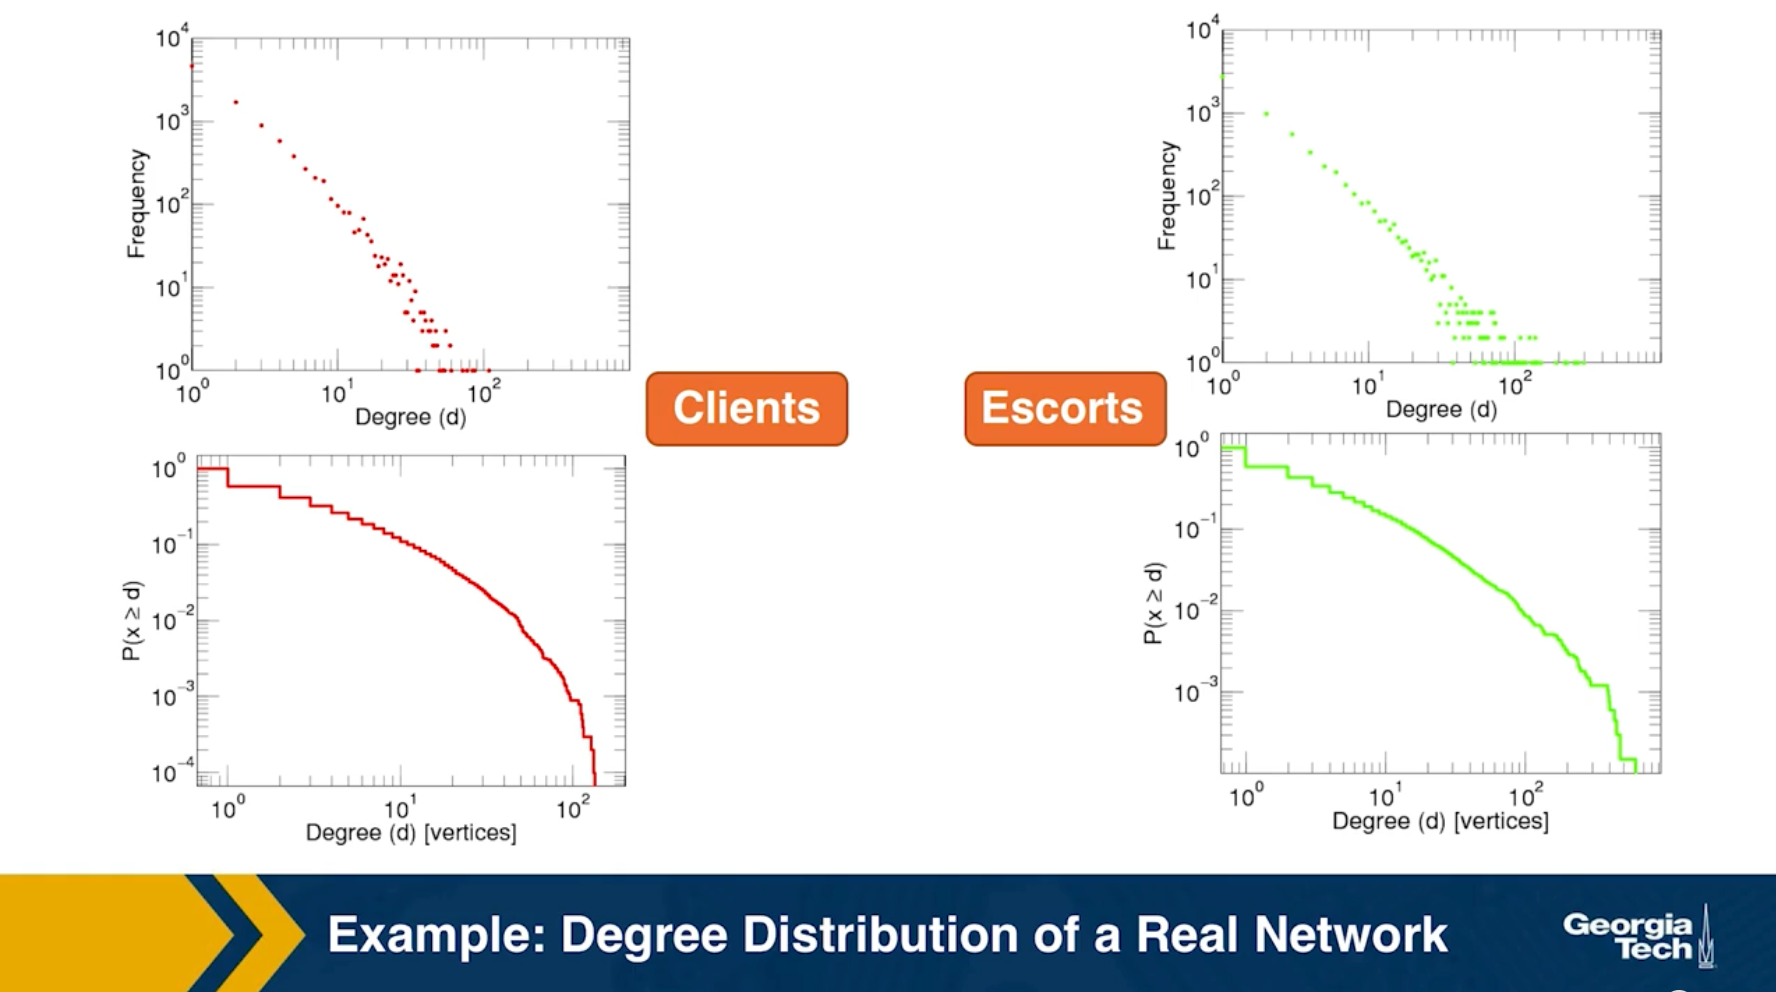 10^4
10^3
10^2
10^1
10^0
Frequency
10^0 10^1 10^2
Degree (d)
10^4
10^3
10^2
10^1
10^0
Frequency
10^0 10^1 10^2
Degree (d)
Clients
Escorts
10^0
10^−1
10^−2
10^−3
10^−4
P(x ≥ d)
10^0 10^1 10^2
Degree (d) [vertices]
10^0
10^−1
10^−2
10^−3
P(x ≥ d)
10^0 10^1 10^2
Degree (d) [vertices]
Example: Degree Distribution of a Real Network
Georgia
Tech